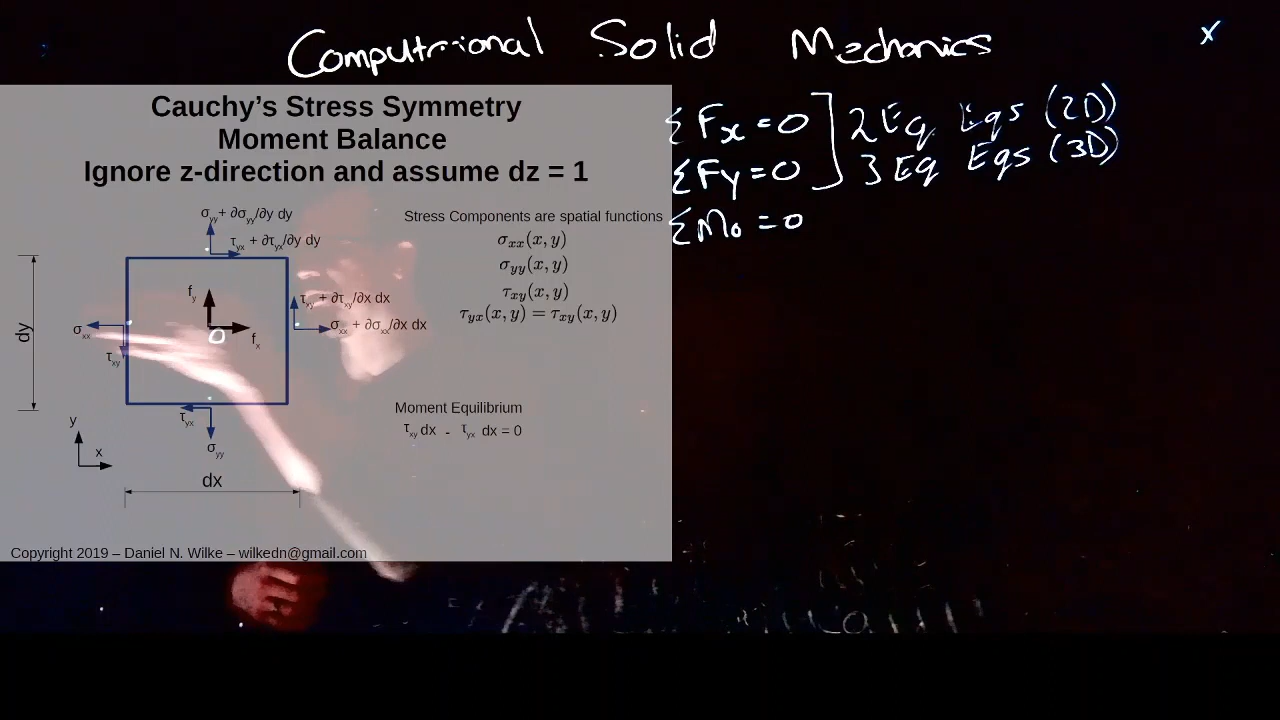 Computational Solid Mechanics
x
Cauchy's Stress Symmetry
Moment Balance
Ignore z-direction and assume dz = 1
ΣFx = 0 ] 2 Eq Eqs (2D)
ΣFy = 0 ] 3 Eq Eqs (3D)
ΣMo = 0
σyy + ∂σyy/∂y dy
τyx + ∂τyx/∂y dy
Stress Components are spatial functions
σxx(x, y)
σyy(x, y)
τxy(x, y)
τyx(x, y) = τxy(x, y)
fy
τxy + ∂τxy/∂x dx
σxx + ∂σxx/∂x dx
dy
σxx
O
fx
τxy
τyx
σyy
Moment Equilibrium
τxy dx - τyx dx = 0
y
x
dx
Copyright 2019 – Daniel N. Wilke – wilkedn@gmail.com